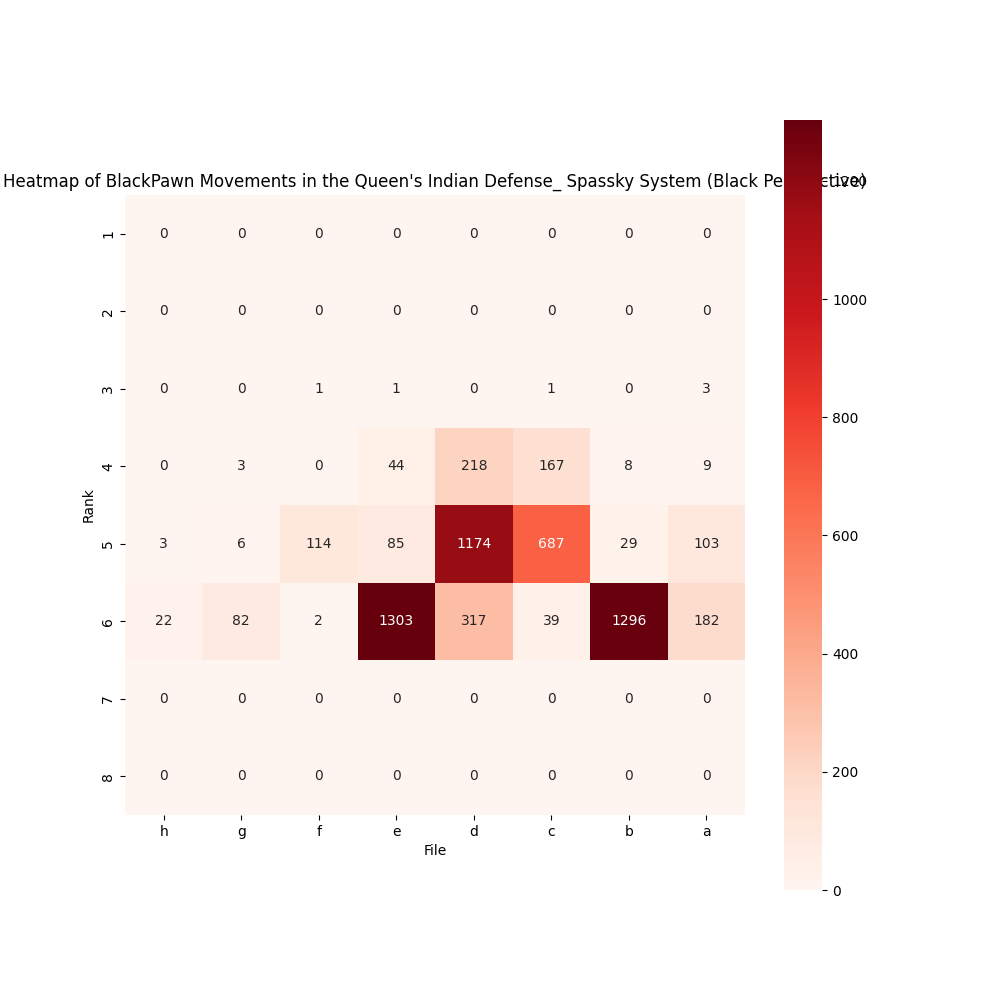 Heatmap of BlackPawn Movements in the Queen's Indian Defense_ Spassky System (Black Perspective)
1200
1 0 0 0 0 0 0 0 0
2 0 0 0 0 0 0 0 0
1000
3 0 0 1 1 0 1 0 3
800
4 0 3 0 44 218 167 8 9
Rank
600
5 3 6 114 85 1174 687 29 103
6 22 82 2 1303 317 39 1296 182
400
7 0 0 0 0 0 0 0 0
200
8 0 0 0 0 0 0 0 0
h g f e d c b a
File
0